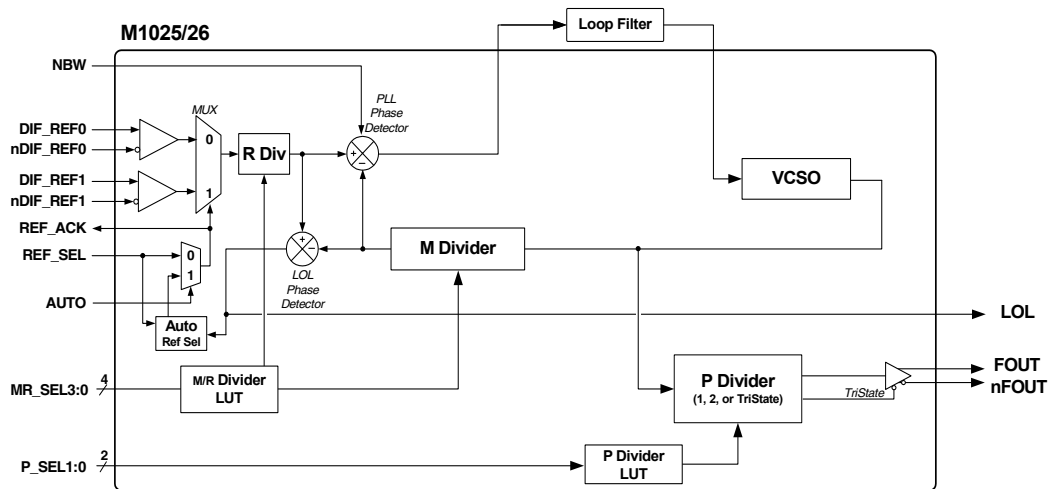 M1025/26
Loop Filter
NBW
PLL
Phase
Detector
MUX
DIF_REF0
nDIF_REF0
0
R Div
+
–
DIF_REF1
nDIF_REF1
1
VCSO
REF_ACK
REF_SEL
0
1
+
–
M Divider
LOL
Phase
Detector
AUTO
Auto
Ref Sel
LOL
MR_SEL3:0
4
M/R Divider
LUT
P Divider
(1, 2, or TriState)
TriState
FOUT
nFOUT
P_SEL1:0
2
P Divider
LUT